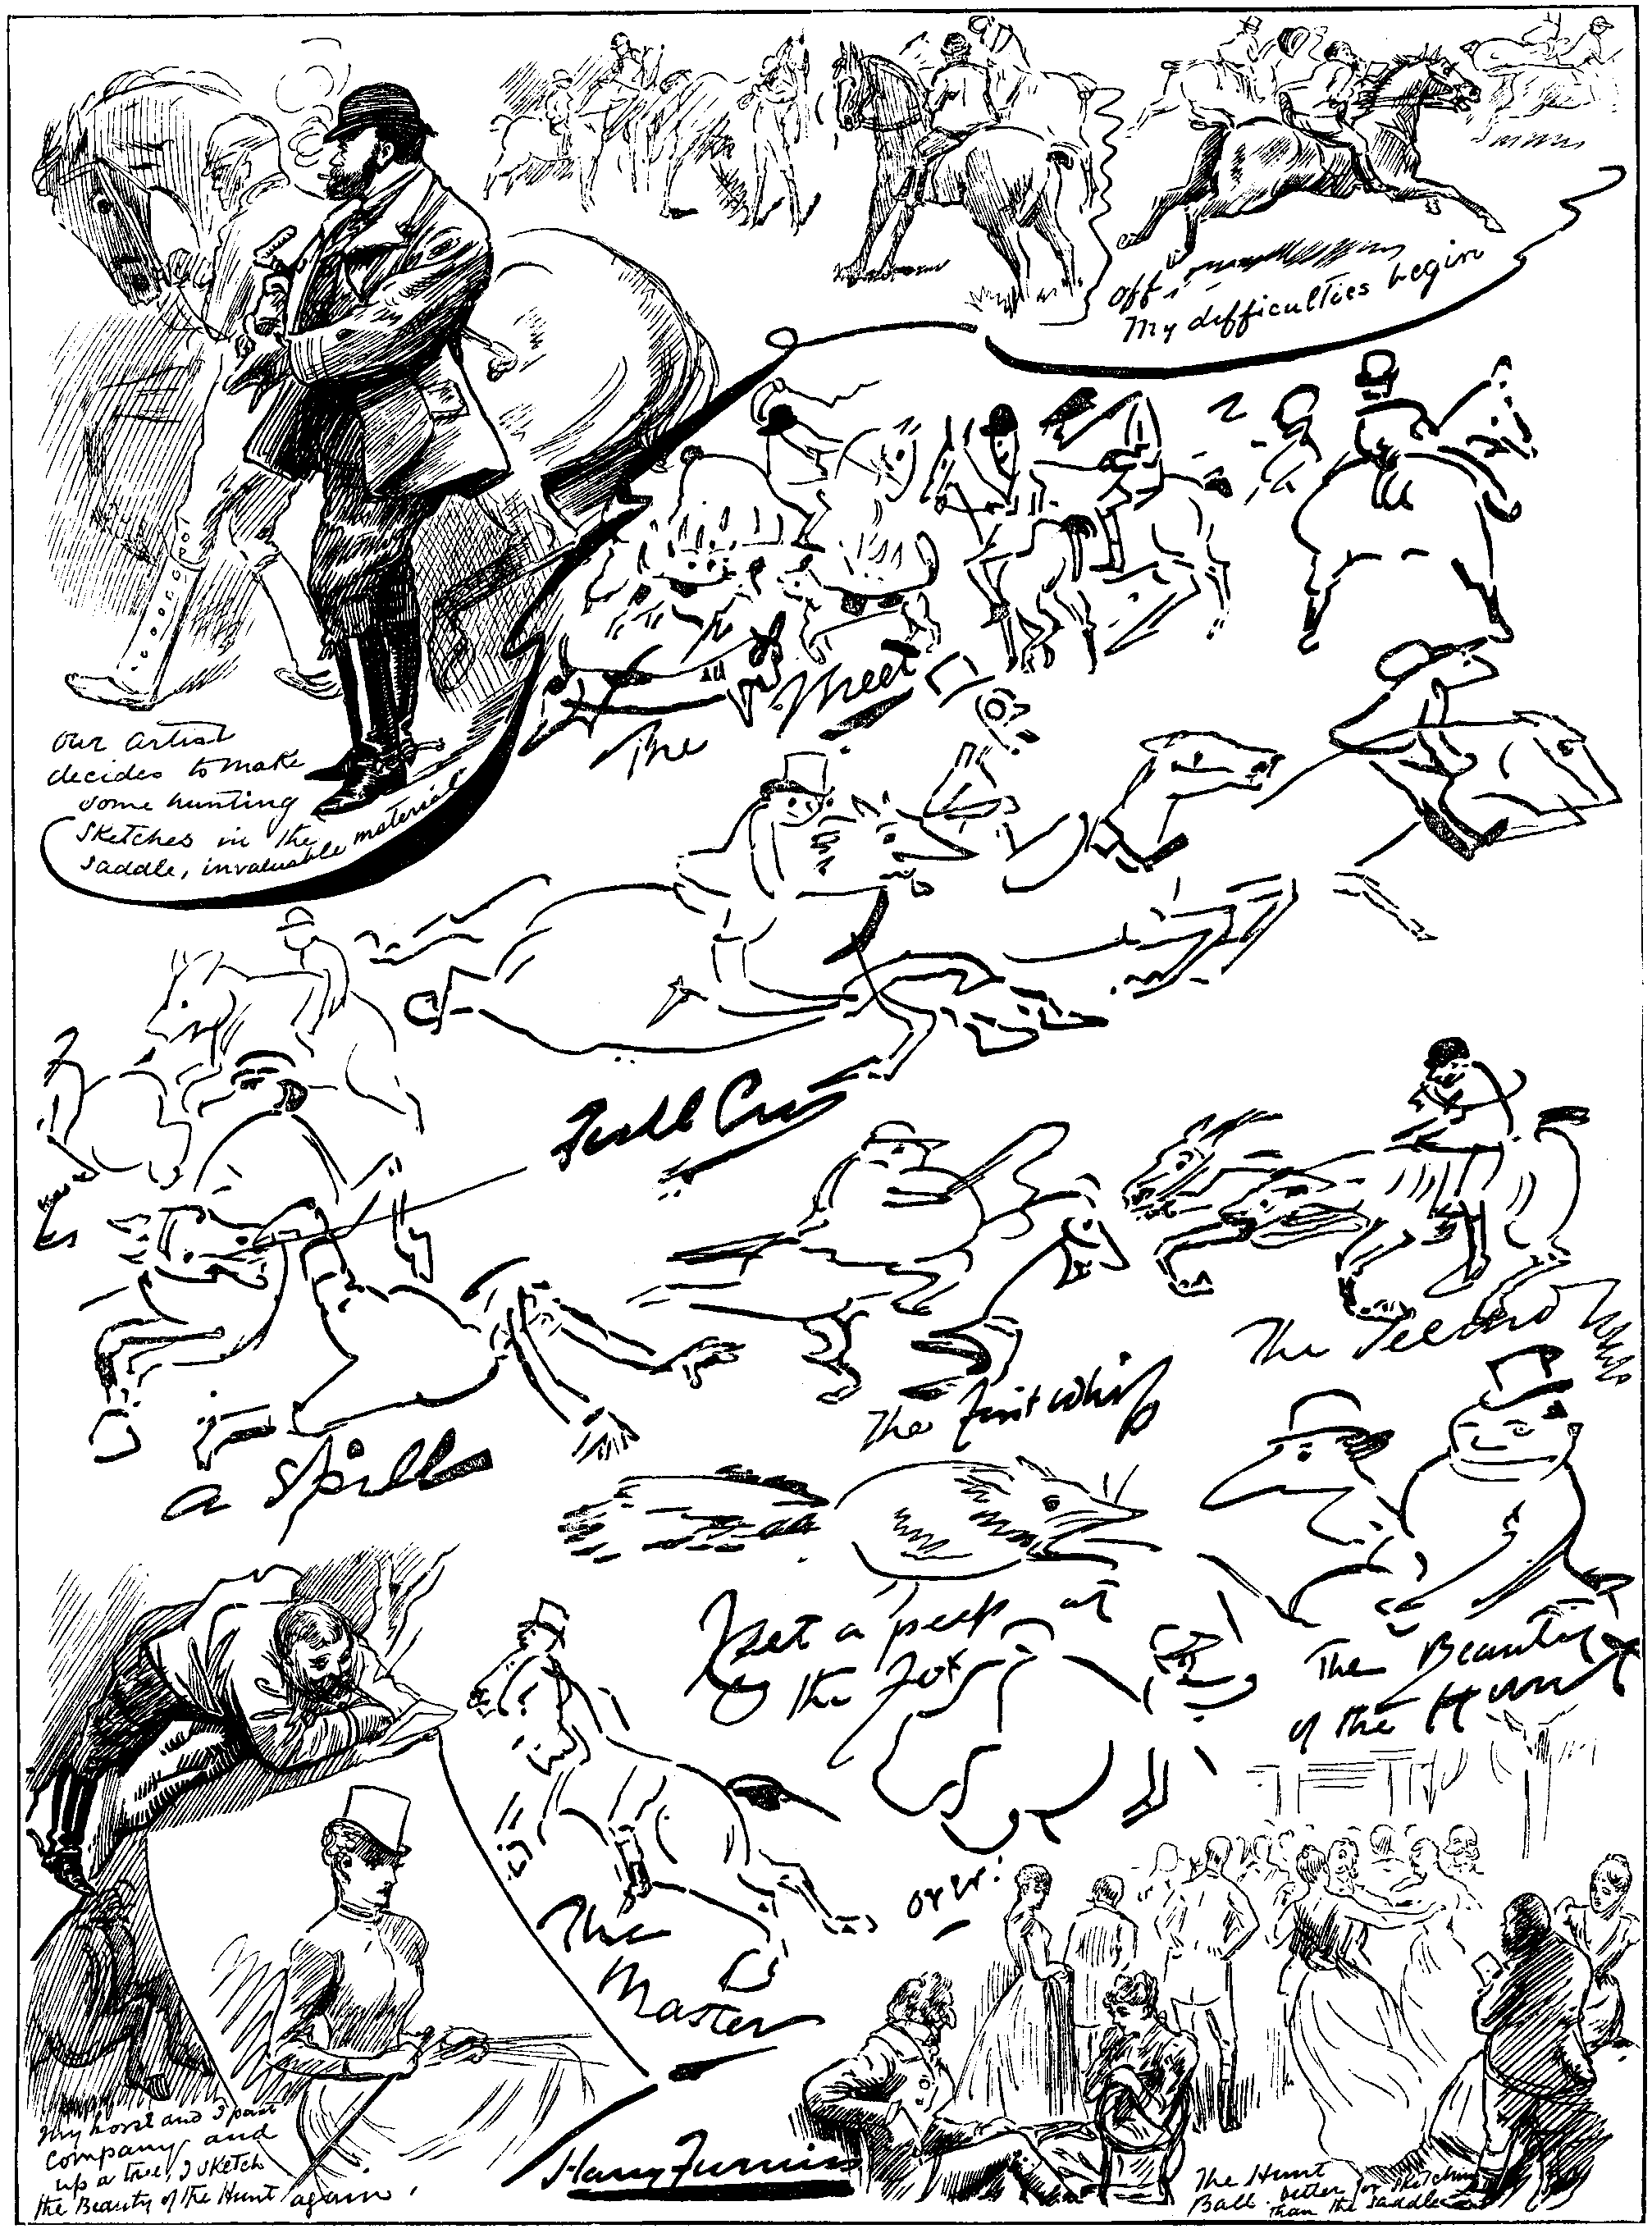 off
My difficulties begin
Our artist
decides to make
some hunting
sketches in the
saddle, invaluable material
The Meet
Full Cry
The Second
The First Whip
a spill
Get a peep at
the Fox
The Beauty
of the Hunt
over!
The
Master
My horse and I part
company, and
up a tree, I sketch
the Beauty of the Hunt again!
Harry Furniss
The Hunt
Ball. better for sketching
than the saddle